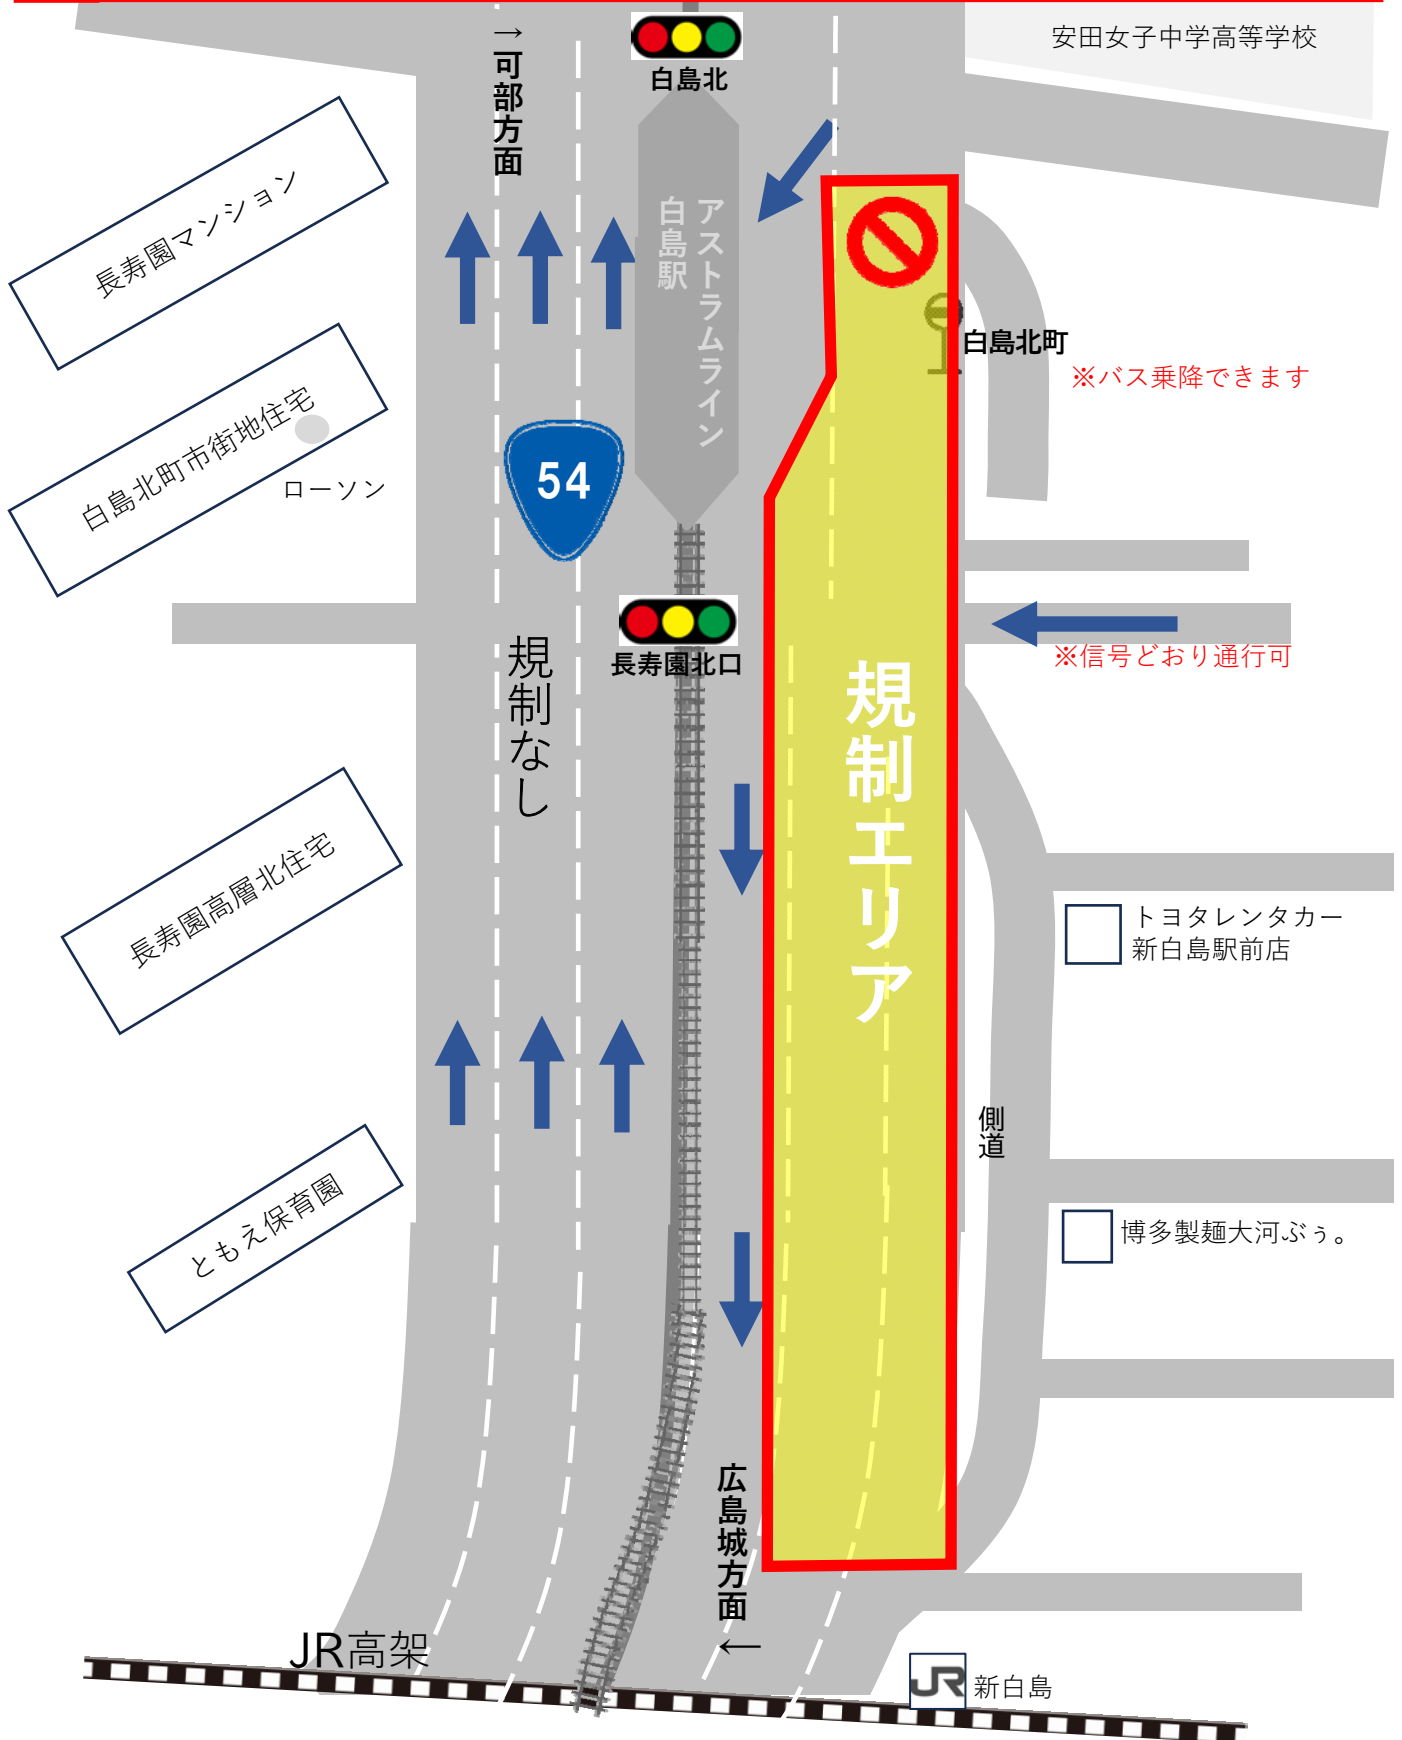 安田女子中学高等学校
→可部方面
白島北
長寿園マンション
アストラムライン
白島駅
白島北町
※バス乗降できます
白島北町市街地住宅
ローソン
54
長寿園北口
※信号どおり通行可
規制なし
規制エリア
長寿園高層北住宅
トヨタレンタカー
新白島駅前店
側道
ともえ保育園
博多製麺大河ぶぅ。
広島城方面
←
JR高架
JR
新白島